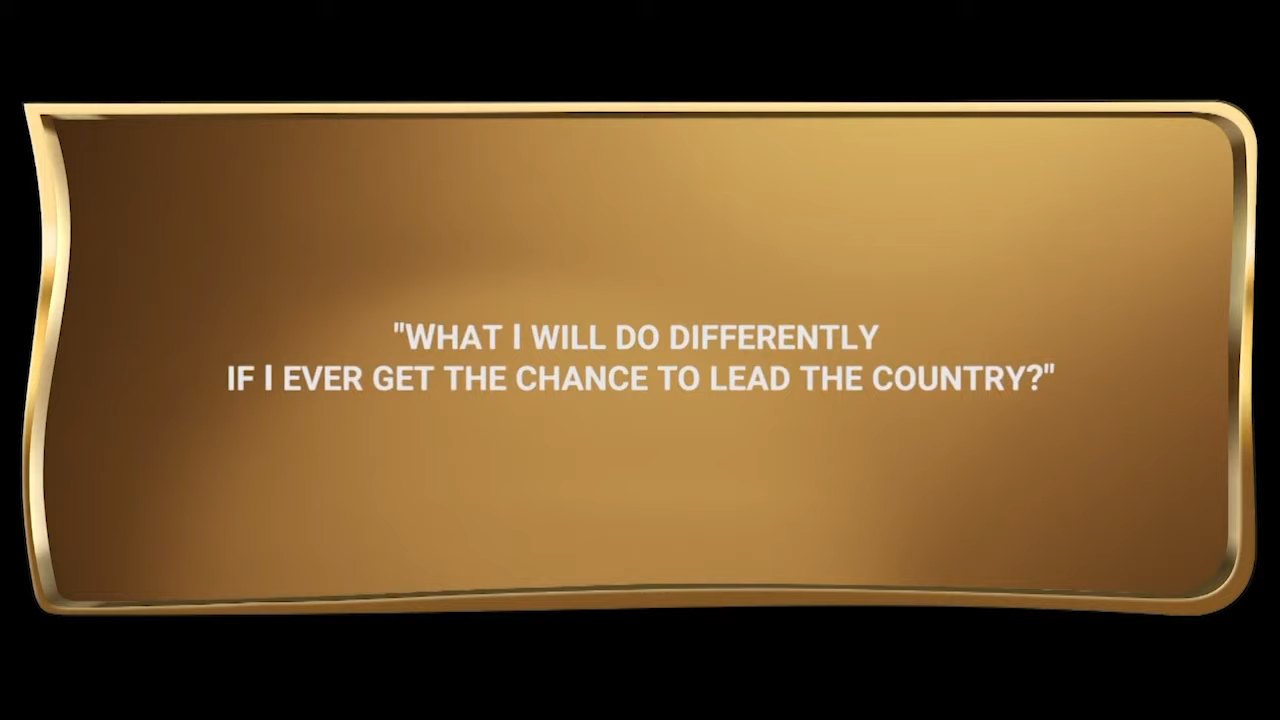 "WHAT I WILL DO DIFFERENTLY
IF I EVER GET THE CHANCE TO LEAD THE COUNTRY?"